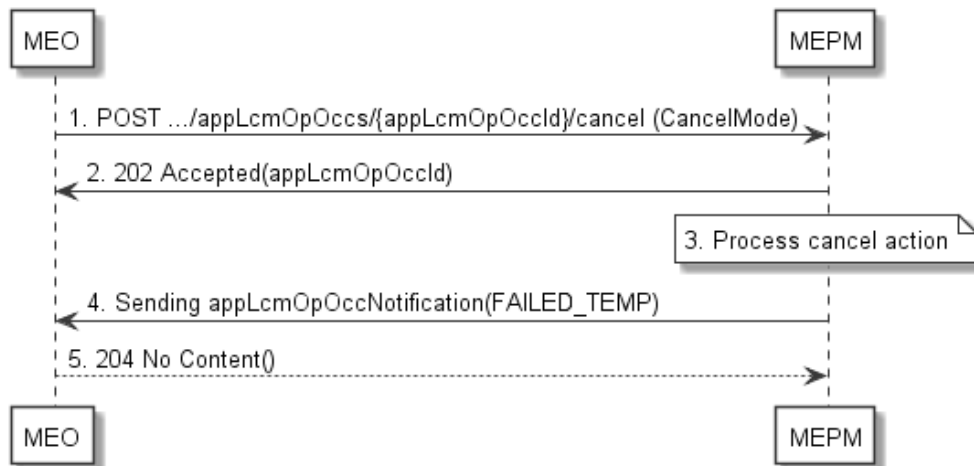 MEO
MEPM
1. POST .../appLcmOpOccs/{appLcmOpOccId}/cancel (CancelMode)
2. 202 Accepted(appLcmOpOccId)
3. Process cancel action
4. Sending appLcmOpOccNotification(FAILED_TEMP)
5. 204 No Content()
MEO
MEPM